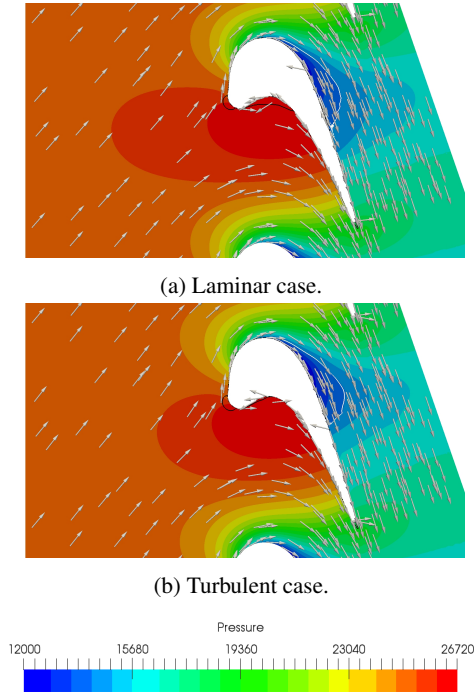 (a) Laminar case.
(b) Turbulent case.
Pressure
12000 15680 19360 23040 26720